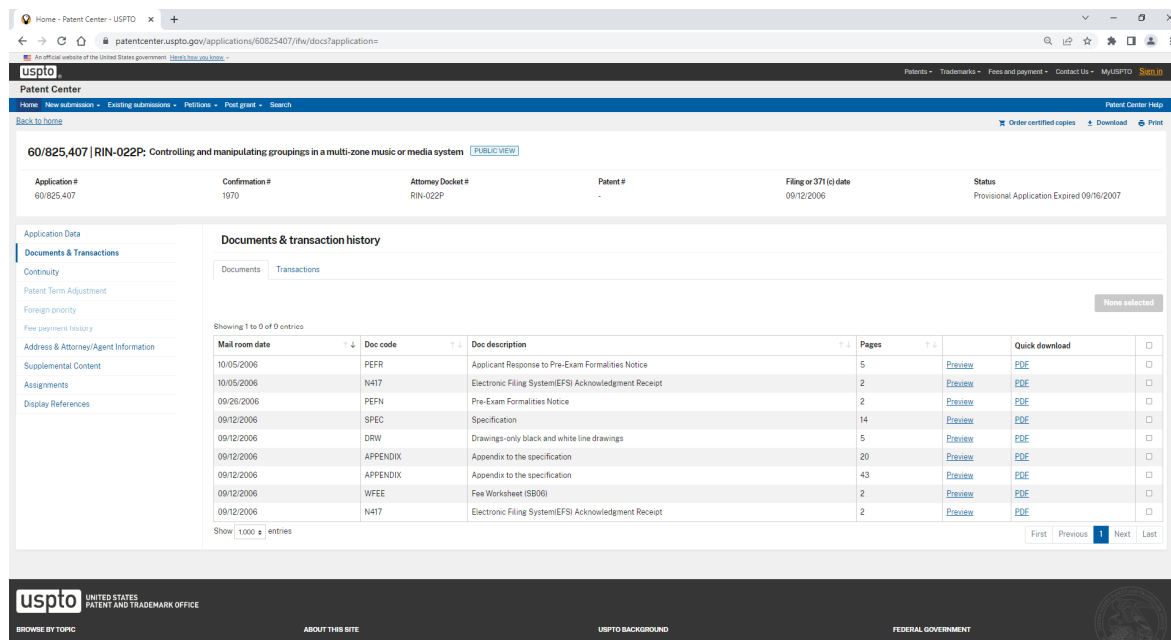 Home - Patent Center - USPTO
patentcenter.uspto.gov/applications/60825407/ifw/docs?application=
An official website of the United States government Here's how you know
uspto Patents Trademarks Fees and payment Contact Us MyUSPTO Sign in
Patent Center
Home New submission Existing submissions Petitions Post grant Search Patent Center Help
Back to home Order certified copies Download Print
60/825,407 | RIN-022P: Controlling and manipulating groupings in a multi-zone music or media system PUBLIC VIEW
Application # Confirmation # Attorney Docket # Patent # Filing or 371 (c) date Status
60/825,407 1970 RIN-022P - 09/12/2006 Provisional Application Expired 09/16/2007
Application Data
Documents & Transactions
Continuity
Patent Term Adjustment
Foreign priority
Fee payment history
Address & Attorney/Agent Information
Supplemental Content
Assignments
Display References
Documents & transaction history
Documents Transactions
None selected
Showing 1 to 9 of 9 entries
Mail room date Doc code Doc description Pages Quick download
10/05/2006 PEFR Applicant Response to Pre-Exam Formalities Notice 5 Preview PDF
10/05/2006 N417 Electronic Filing System(EFS) Acknowledgment Receipt 2 Preview PDF
09/26/2006 PEFN Pre-Exam Formalities Notice 2 Preview PDF
09/12/2006 SPEC Specification 14 Preview PDF
09/12/2006 DRW Drawings-only black and white line drawings 5 Preview PDF
09/12/2006 APPENDIX Appendix to the specification 20 Preview PDF
09/12/2006 APPENDIX Appendix to the specification 43 Preview PDF
09/12/2006 WFEE Fee Worksheet (SB06) 2 Preview PDF
09/12/2006 N417 Electronic Filing System(EFS) Acknowledgment Receipt 2 Preview PDF
Show 1,000 entries First Previous 1 Next Last
uspto UNITED STATES
PATENT AND TRADEMARK OFFICE
BROWSE BY TOPIC ABOUT THIS SITE USPTO BACKGROUND FEDERAL GOVERNMENT